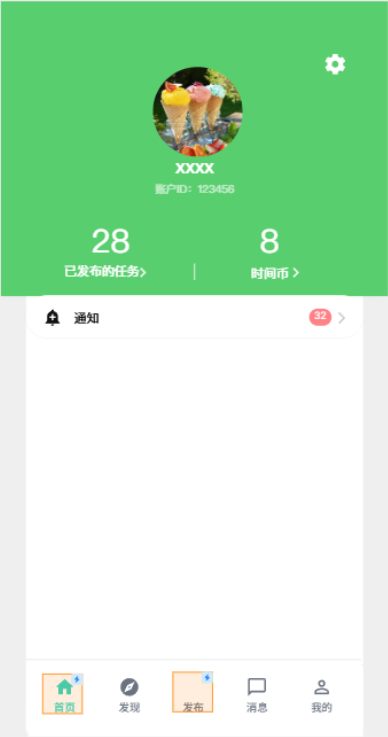 XXXX
账户ID：123456
28
8
已发布的任务
时间币
通知
32
首页
发现
发布
消息
我的